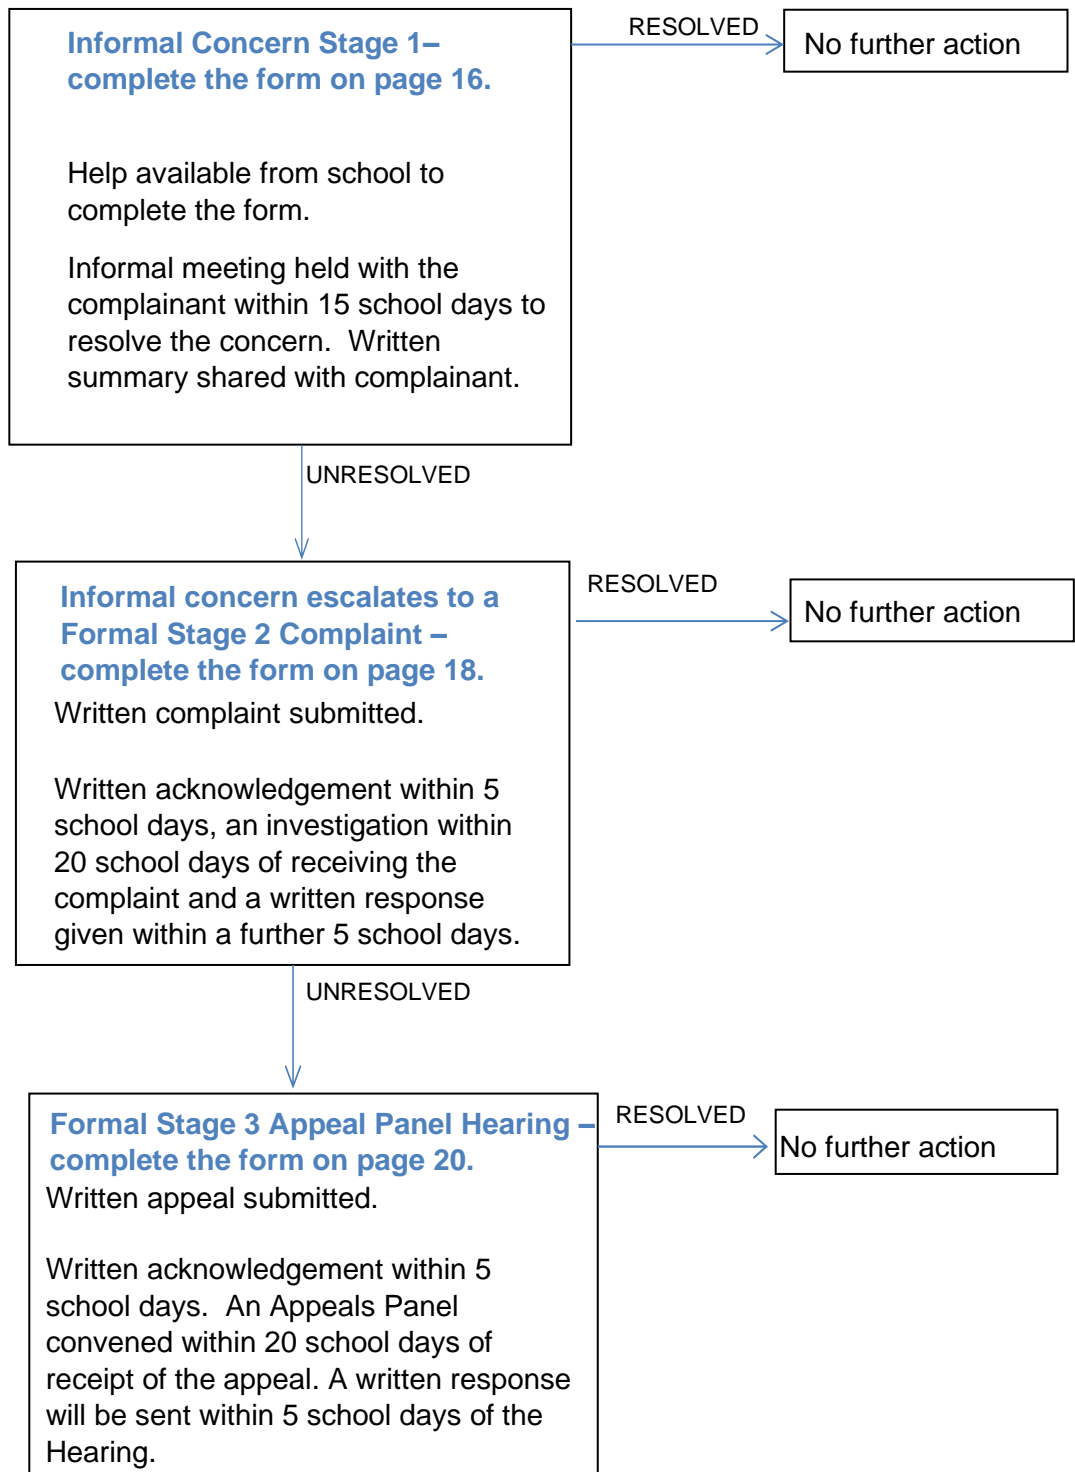 Informal Concern Stage 1–
complete the form on page 16.
Help available from school to
complete the form.
Informal meeting held with the
complainant within 15 school days to
resolve the concern.  Written
summary shared with complainant.
RESOLVED
No further action
UNRESOLVED
Informal concern escalates to a
Formal Stage 2 Complaint –
complete the form on page 18.
Written complaint submitted.
Written acknowledgement within 5
school days, an investigation within
20 school days of receiving the
complaint and a written response
given within a further 5 school days.
RESOLVED
No further action
UNRESOLVED
Formal Stage 3 Appeal Panel Hearing –
complete the form on page 20.
Written appeal submitted.
Written acknowledgement within 5
school days.  An Appeals Panel
convened within 20 school days of
receipt of the appeal. A written response
will be sent within 5 school days of the
Hearing.
RESOLVED
No further action